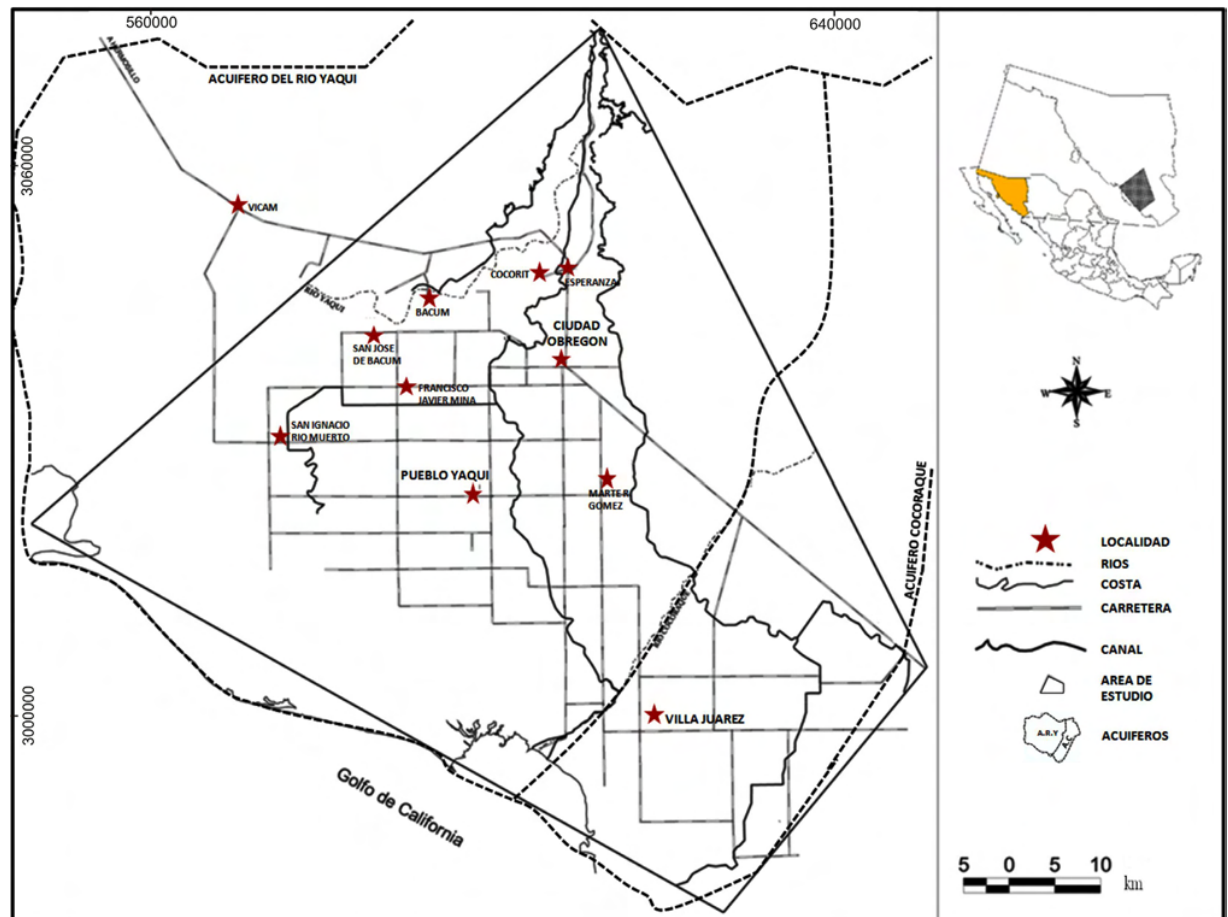 560000
640000
3060000
3000000
A HERMOSILLO
ACUIFERO DEL RIO YAQUI
VICAM
COCORIT
ESPERANZA
RIO YAQUI
BACUM
CIUDAD
OBREGON
SAN JOSE
DE BACUM
FRANCISCO
JAVIER MINA
SAN IGNACIO
RIO MUERTO
PUEBLO YAQUI
MARTE R.
GOMEZ
ACUIFERO COCORAQUE
VILLA JUAREZ
Golfo de California
N
W
E
S
LOCALIDAD
RIOS
COSTA
CARRETERA
CANAL
AREA DE
ESTUDIO
A.R.Y
A.C
ACUIFEROS
5 0 5 10
km